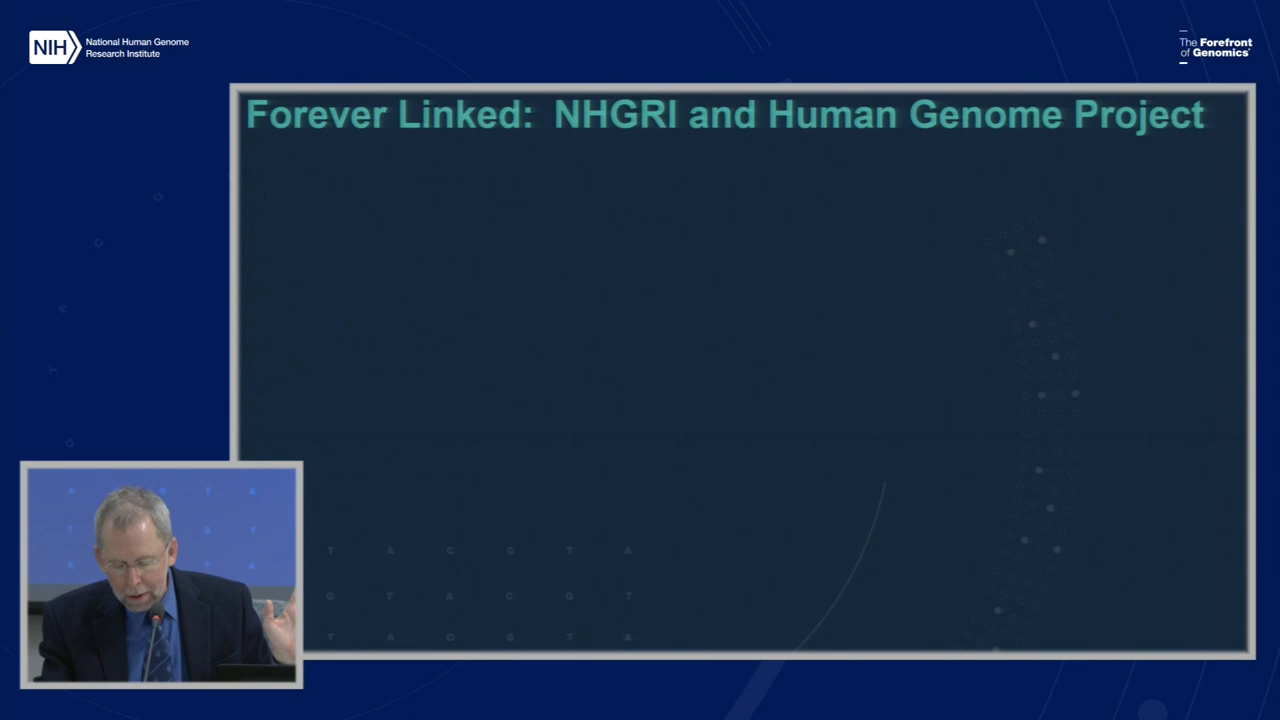 NIH
National Human Genome
Research Institute
The Forefront
of Genomics®
Forever Linked: NHGRI and Human Genome Project
T A C G T A
G T A C G T
T A C G T A